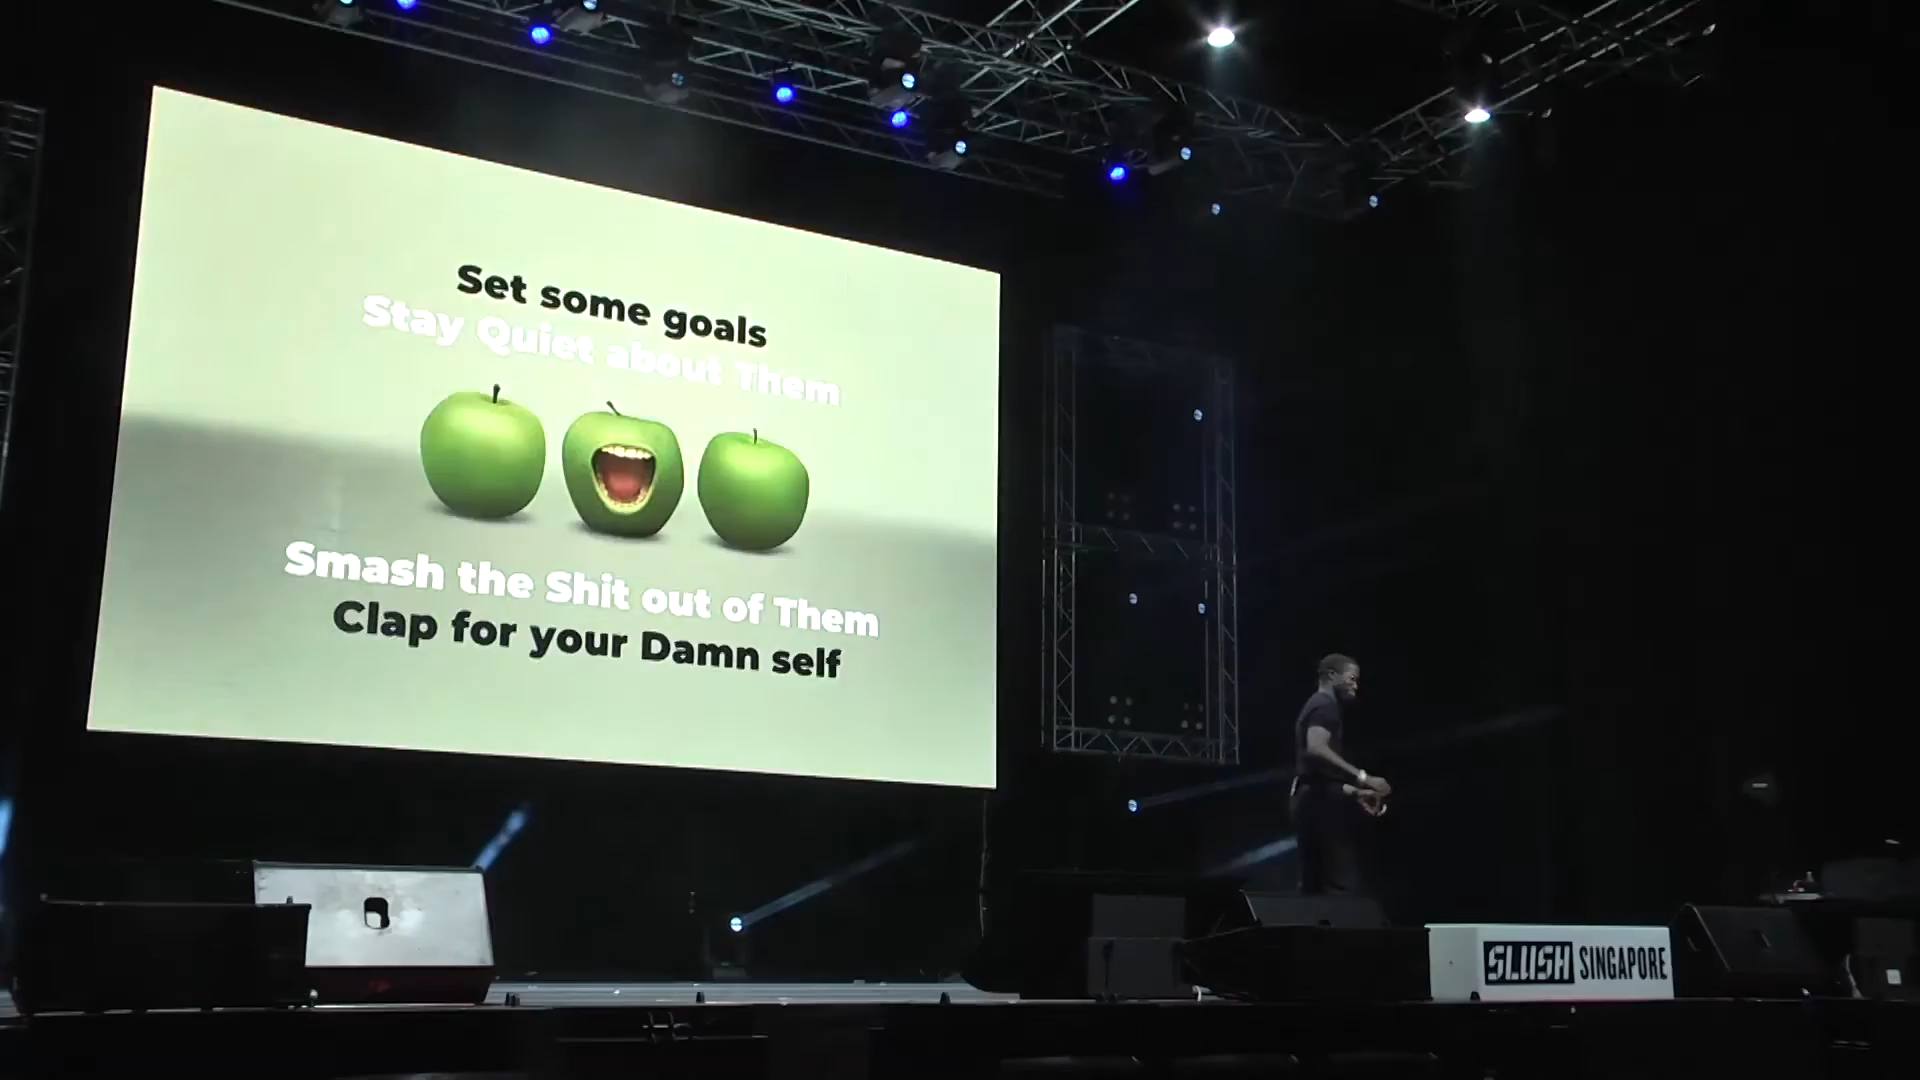 Set some goals
Stay Quiet about Them
Smash the Shit out of Them
Clap for your Damn self
SLUSH SINGAPORE